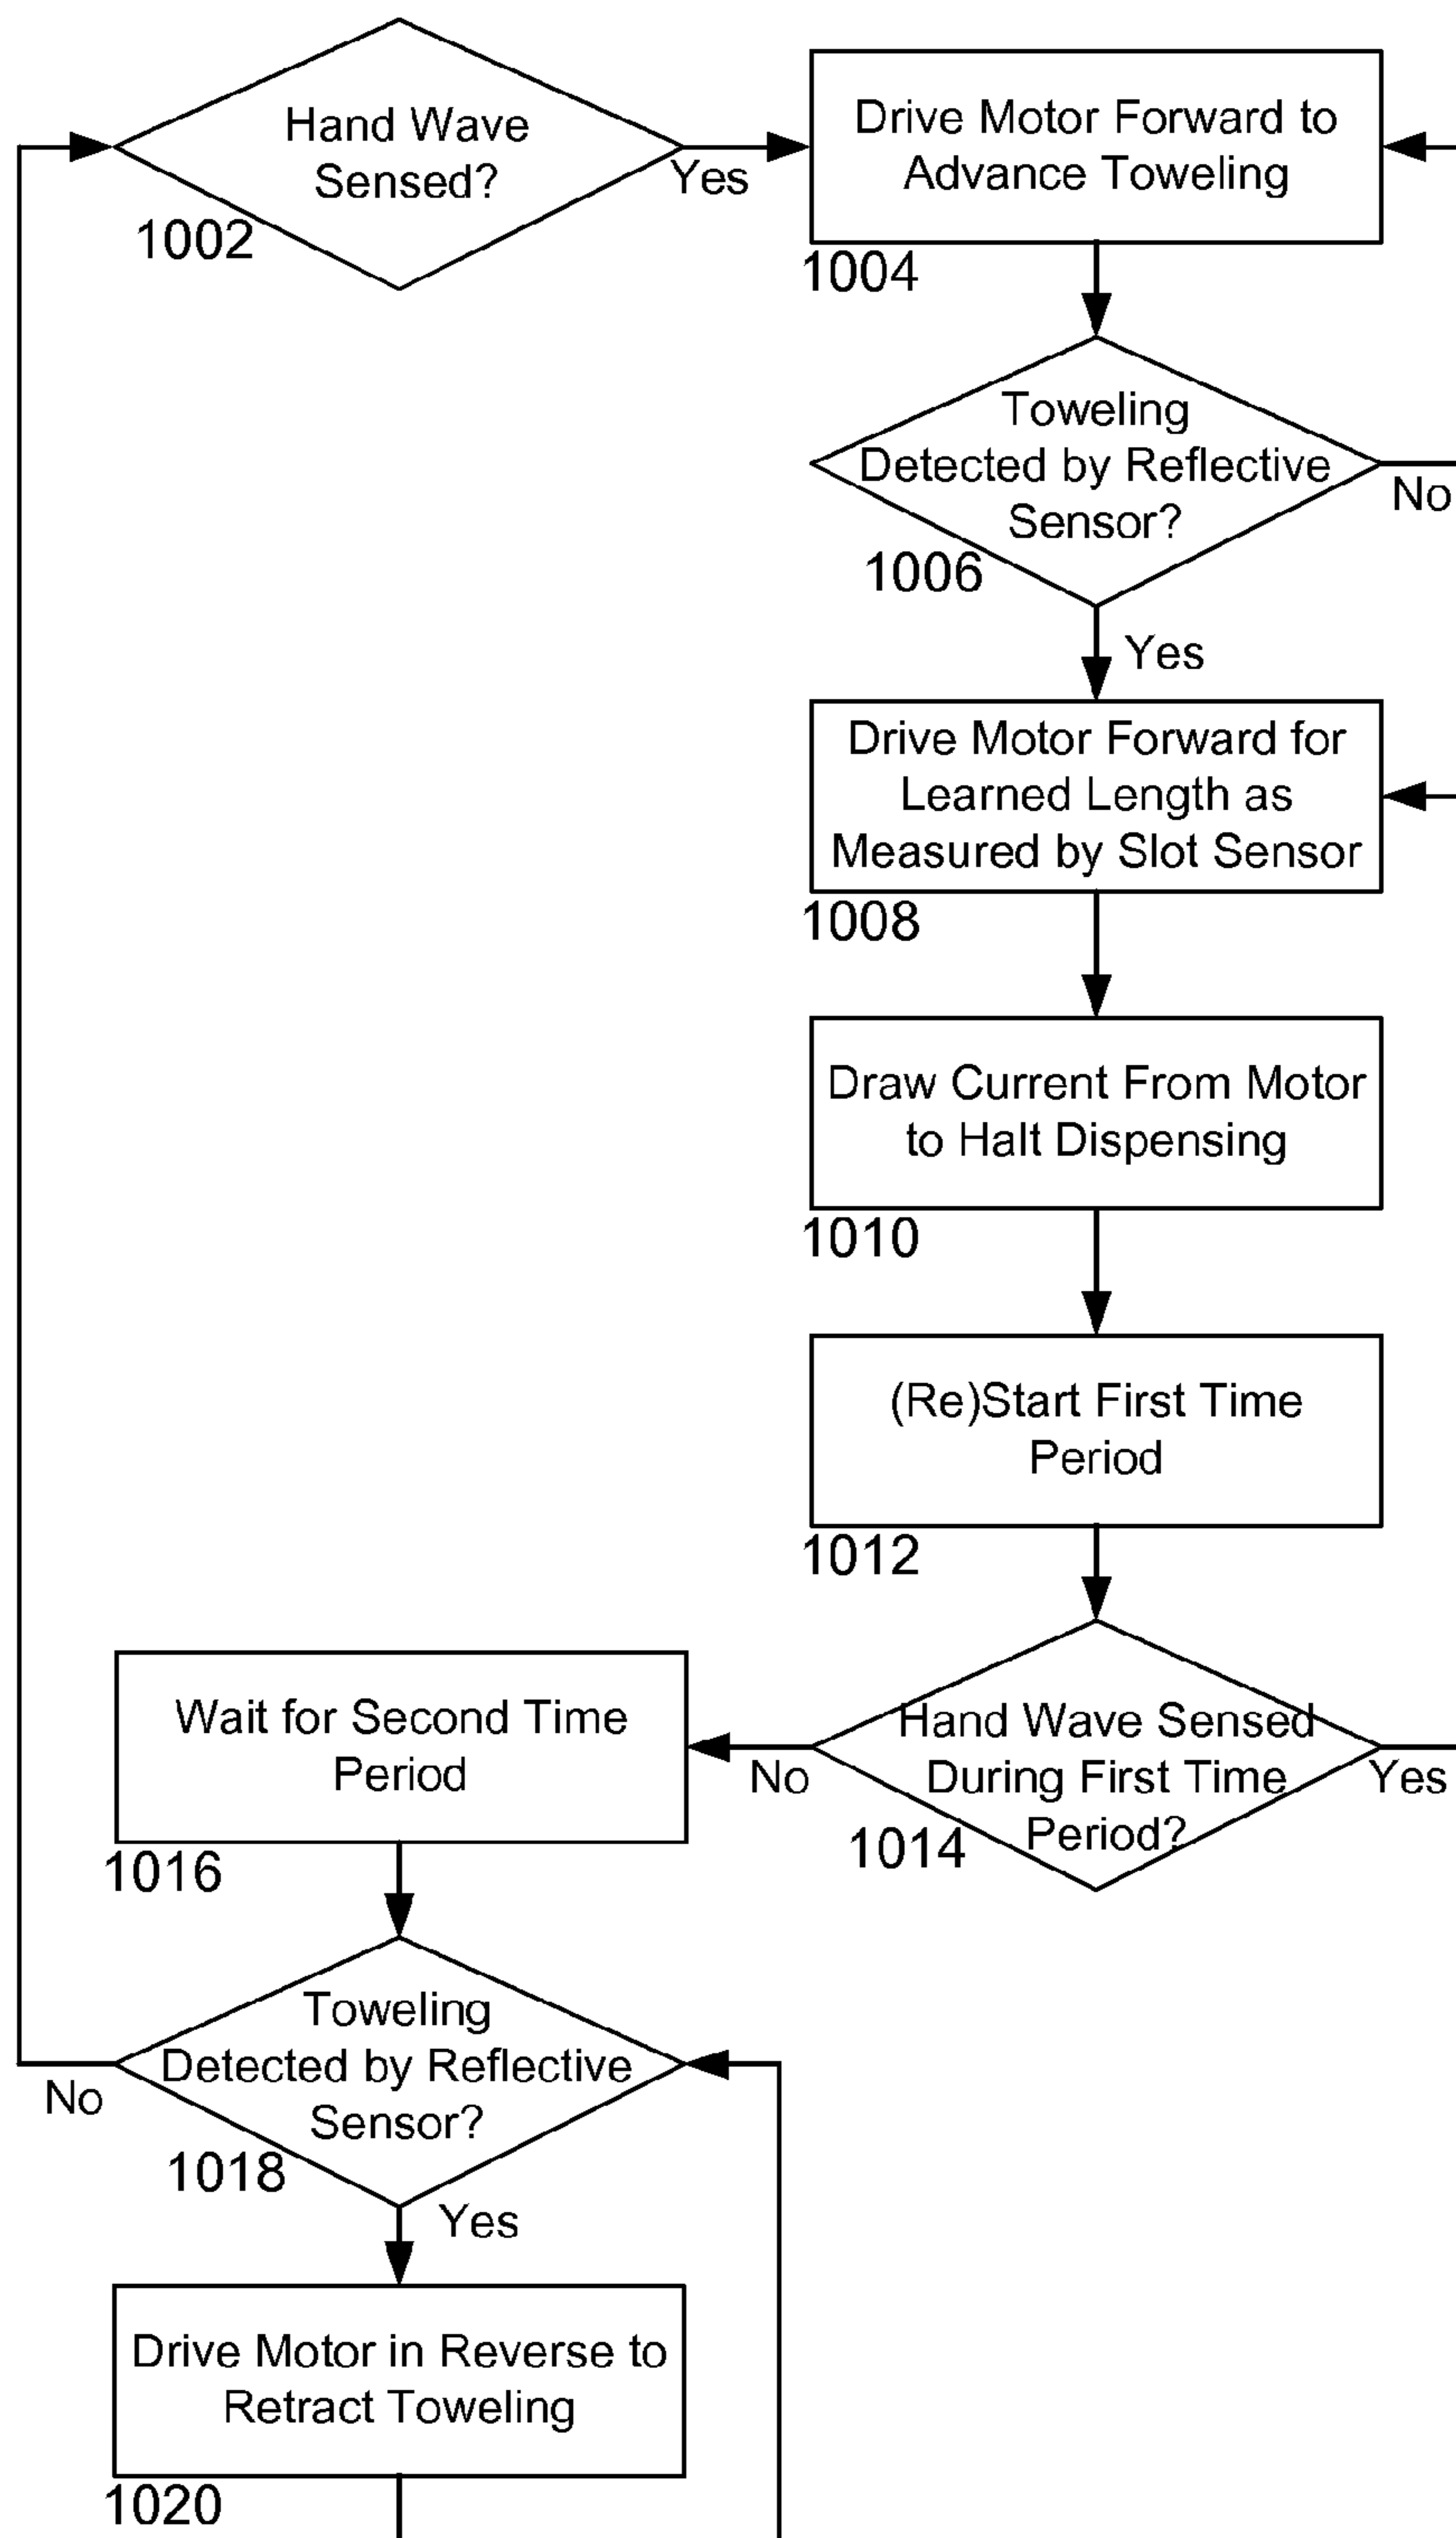 Hand Wave
Sensed?
1002
Yes
Drive Motor Forward to
Advance Toweling
1004
Toweling
Detected by Reflective
Sensor?
1006
No
Yes
Drive Motor Forward for
Learned Length as
Measured by Slot Sensor
1008
Draw Current From Motor
to Halt Dispensing
1010
(Re)Start First Time
Period
1012
Hand Wave Sensed
During First Time
Period?
1014
Yes
No
Wait for Second Time
Period
1016
Toweling
Detected by Reflective
Sensor?
1018
No
Yes
Drive Motor in Reverse to
Retract Toweling
1020